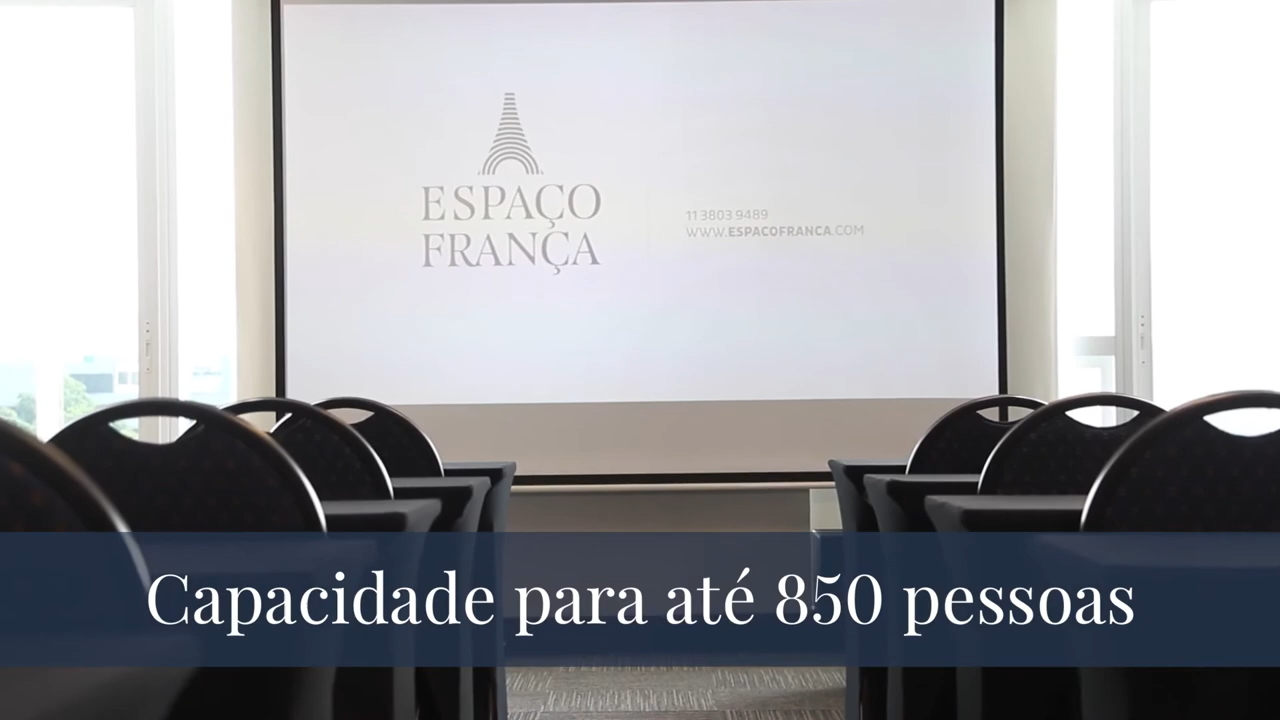 ESPAÇO
FRANÇA
11 3803 9489
WWW.ESPACOFRANCA.COM
Capacidade para até 850 pessoas